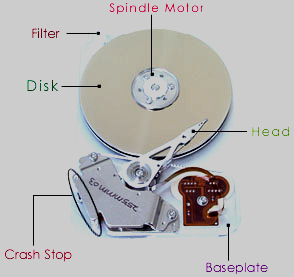 Spindle Motor
Filter
Disk
Head
Crash Stop
Baseplate